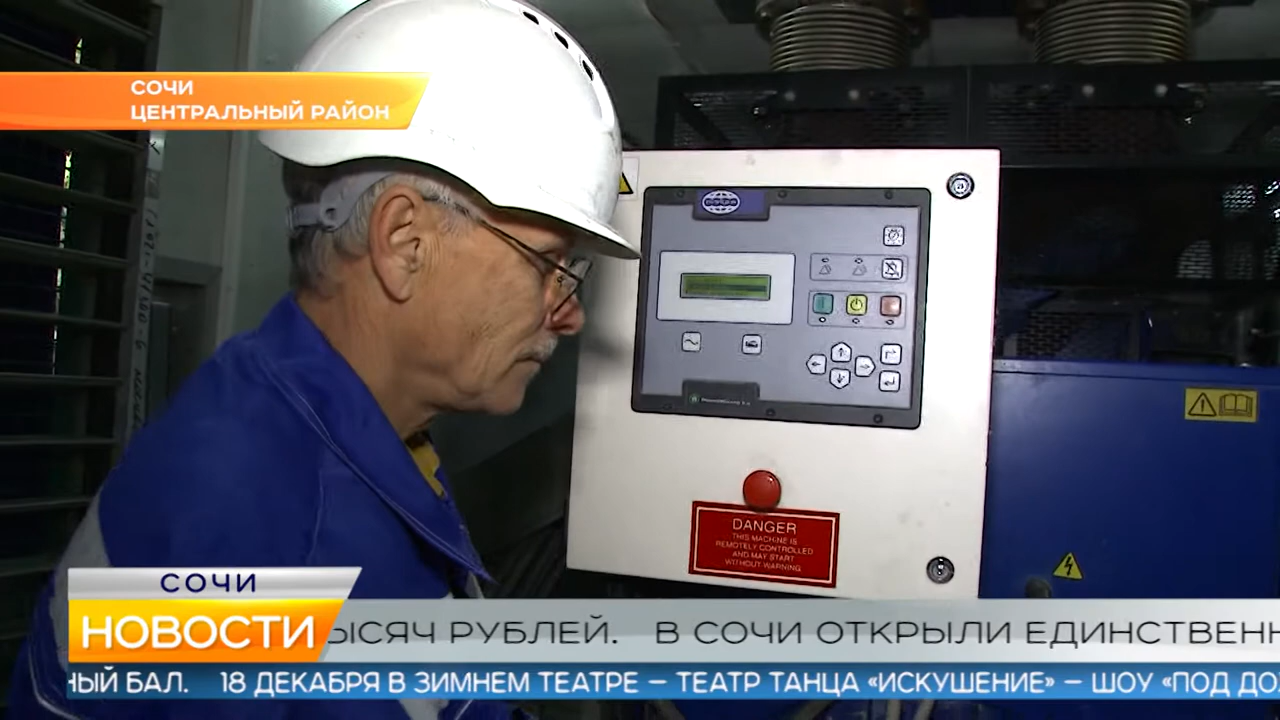 СОЧИ
ЦЕНТРАЛЬНЫЙ РАЙОН
DANGER
THIS MACHINE IS
REMOTELY CONTROLLED
AND MAY START
WITHOUT WARNING
СОЧИ
НОВОСТИ
ЫСЯЧ РУБЛЕЙ. В СОЧИ ОТКРЫЛИ ЕДИНСТВЕНН
НЫЙ БАЛ. 18 ДЕКАБРЯ В ЗИМНЕМ ТЕАТРЕ – ТЕАТР ТАНЦА «ИСКУШЕНИЕ» – ШОУ «ПОД ДО